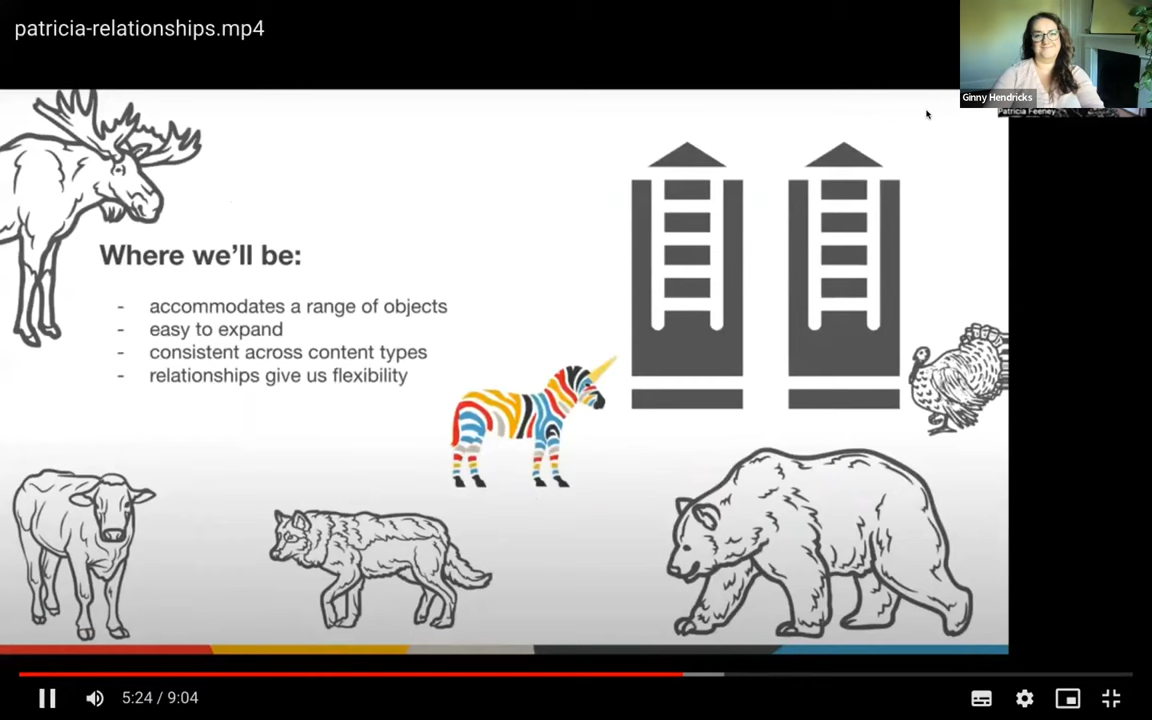 patricia-relationships.mp4
Ginny Hendricks
Patricia Feeney
Where we'll be:
- accommodates a range of objects
- easy to expand
- consistent across content types
- relationships give us flexibility
5:24 / 9:04